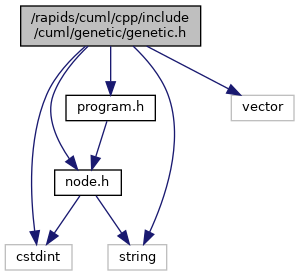 /rapids/cuml/cpp/include
/cuml/genetic/genetic.h
program.h
vector
node.h
cstdint
string